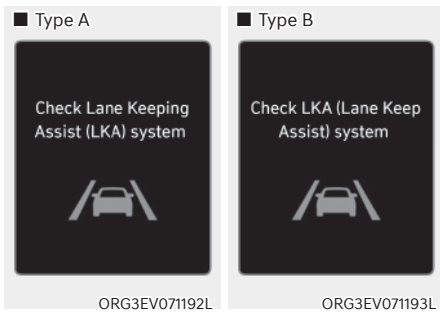 ■ Type A
Check Lane Keeping
Assist (LKA) system
ORG3EV071192L
■ Type B
Check LKA (Lane Keep
Assist) system
ORG3EV071193L